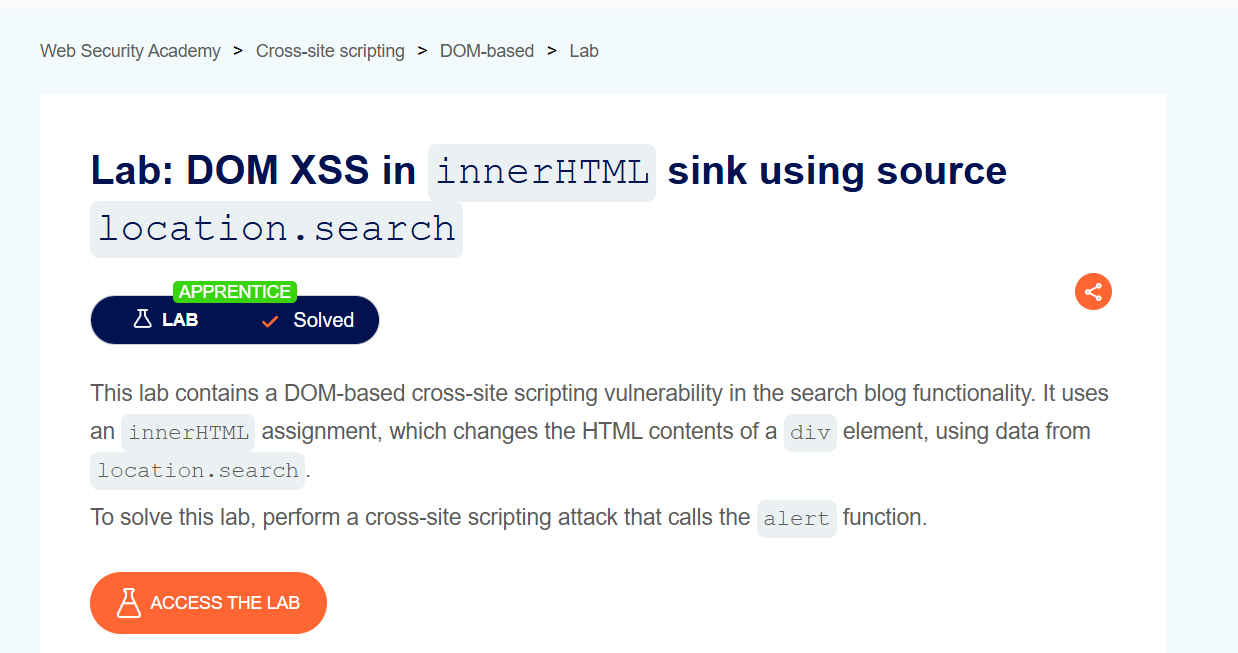 Web Security Academy > Cross-site scripting > DOM-based > Lab
Lab: DOM XSS in innerHTML sink using source
location.search
APPRENTICE
LAB Solved
This lab contains a DOM-based cross-site scripting vulnerability in the search blog functionality. It uses
an innerHTML assignment, which changes the HTML contents of a div element, using data from
location.search.
To solve this lab, perform a cross-site scripting attack that calls the alert function.
ACCESS THE LAB